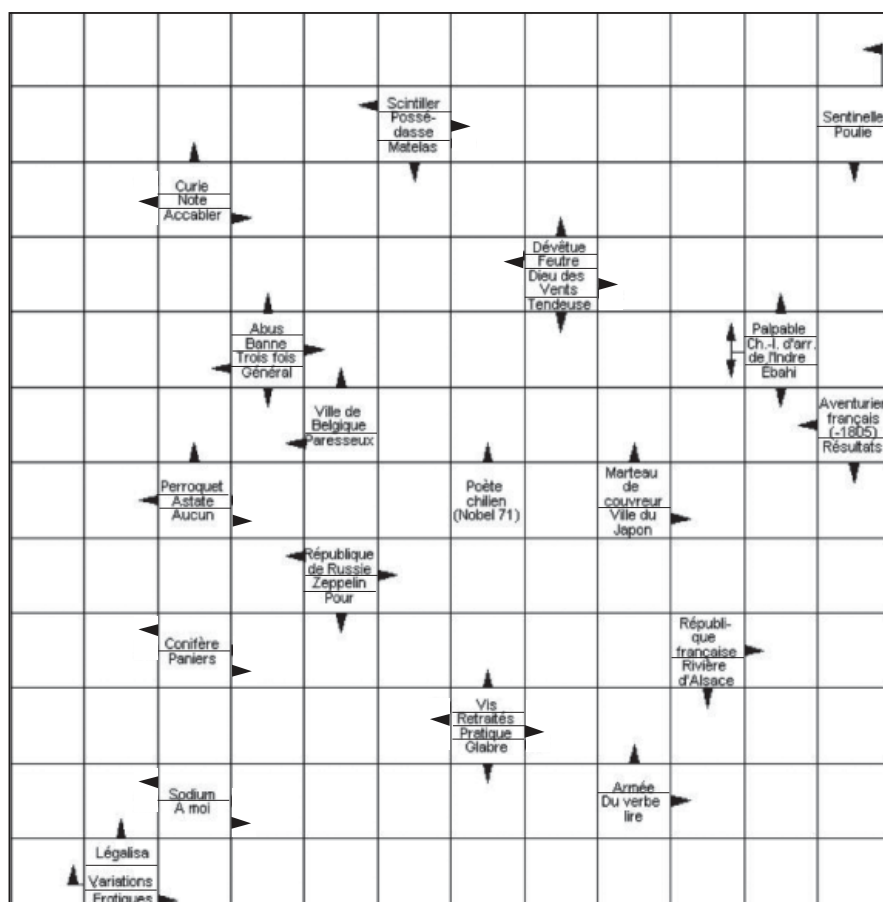 Scintiller
Possé-
dasse
Matelas
Sentinelle
Poulie
Curie
Note
Accabler
Dévêtue
Feutre
Dieu des
Vents
Tendeuse
Abus
Banne
Trois fois
Général
Palpable
Ch.-l. d'arr.
de l'Indre
Ebahi
Ville de
Belgique
Paresseux
Aventurier
français
(-1805)
Résultats
Perroquet
Astate
Aucun
Poète
chilien
(Nobel 71)
Marteau
de
couvreur
Ville du
Japon
République
de Russie
Zeppelin
Pour
Conifère
Paniers
Républi-
que
française
Rivière
d'Alsace
Vis
Retraités
Pratique
Glabre
Sodium
A moi
Armée
Du verbe
lire
Légalisa
Variations
Erotiques